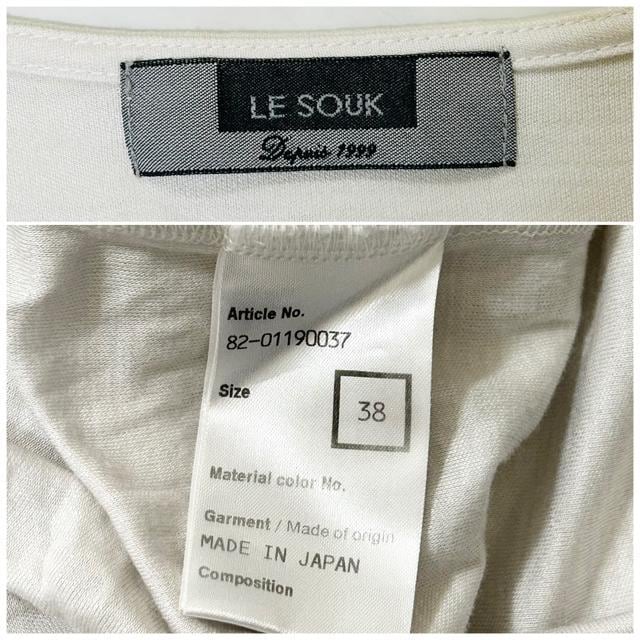 LE SOUK
Depuis 1999
Article No.
82-01190037
Size
38
Material color No.
Garment / Made of origin
MADE IN JAPAN
Composition